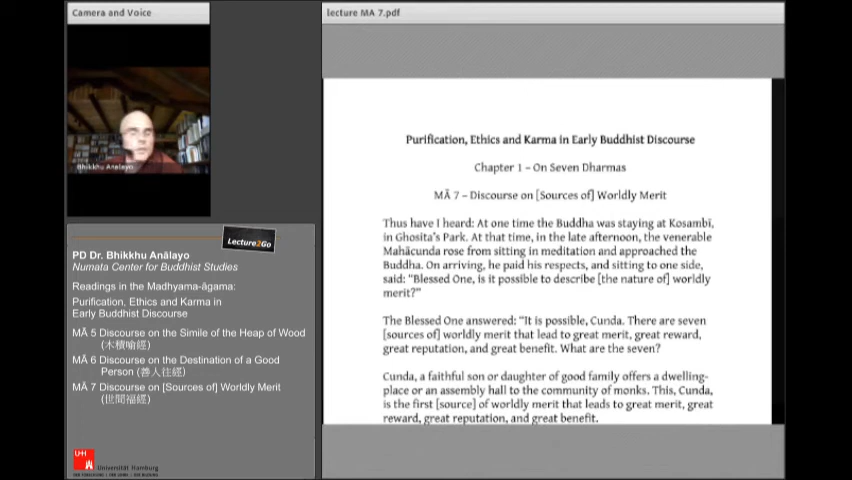 Camera and Voice
Bhikkhu Analayo
Lecture2Go
PD Dr. Bhikkhu Anālayo
Numata Center for Buddhist Studies
Readings in the Madhyama-āgama:
Purification, Ethics and Karma in
Early Buddhist Discourse
MĀ 5 Discourse on the Simile of the Heap of Wood
(木積喻經)
MĀ 6 Discourse on the Destination of a Good
Person (善人往經)
MĀ 7 Discourse on [Sources of] Worldly Merit
(世間福經)
UH
Universität Hamburg
lecture MA 7.pdf
Purification, Ethics and Karma in Early Buddhist Discourse
Chapter 1 – On Seven Dharmas
MĀ 7 – Discourse on [Sources of] Worldly Merit
Thus have I heard: At one time the Buddha was staying at Kosambī,
in Ghosita's Park. At that time, in the late afternoon, the venerable
Mahācunda rose from sitting in meditation and approached the
Buddha. On arriving, he paid his respects, and sitting to one side,
said: "Blessed One, is it possible to describe [the nature of] worldly
merit?"
The Blessed One answered: "It is possible, Cunda. There are seven
[sources of] worldly merit that lead to great merit, great reward,
great reputation, and great benefit. What are the seven?
Cunda, a faithful son or daughter of good family offers a dwelling-
place or an assembly hall to the community of monks. This, Cunda,
is the first [source] of worldly merit that leads to great merit, great
reward, great reputation, and great benefit.